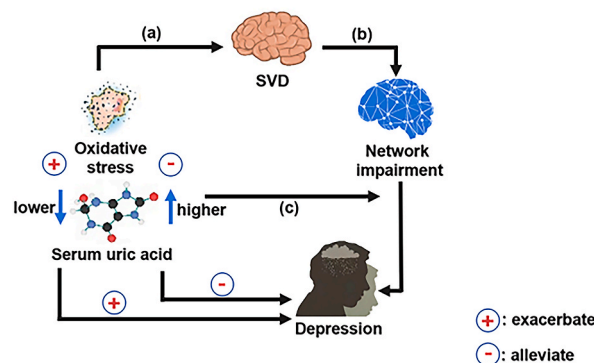 (a)
(b)
SVD
Oxidative
stress
Network
impairment
+
-
lower
higher
(c)
Serum uric acid
-
+
Depression
+ : exacerbate
- : alleviate